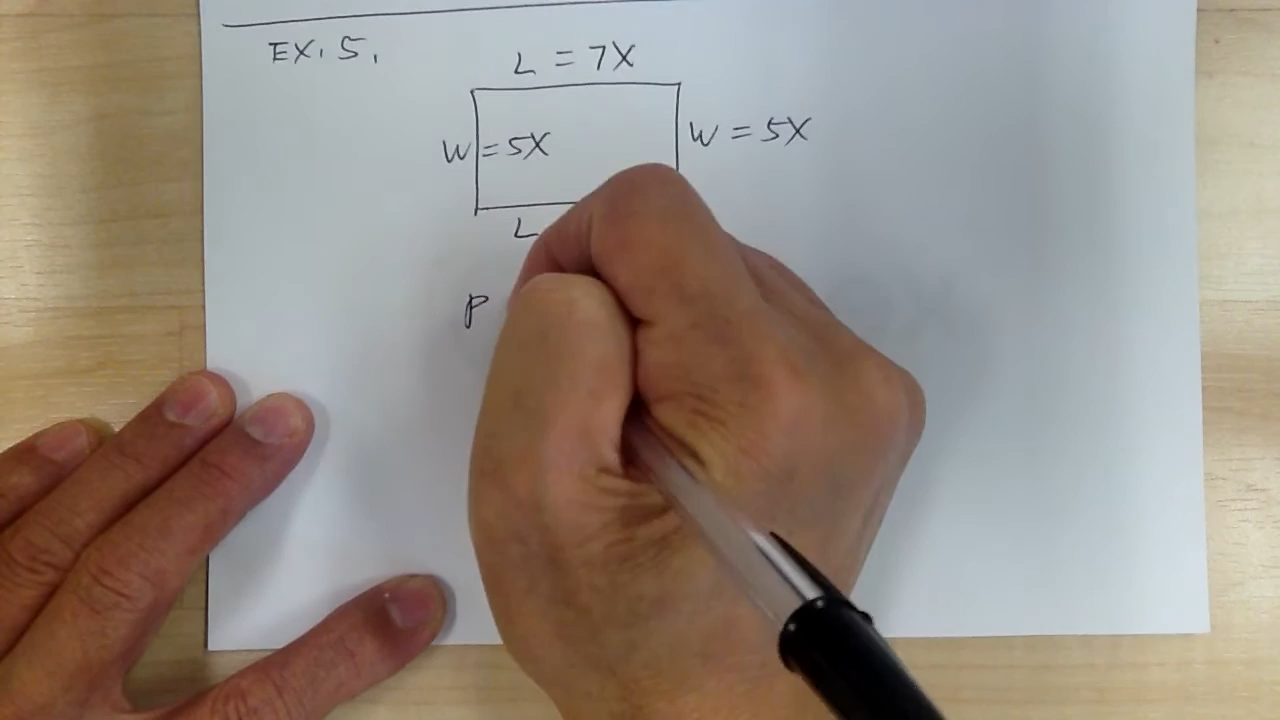 EX. 5.
L = 7X
W = 5X
W = 5X
L
P